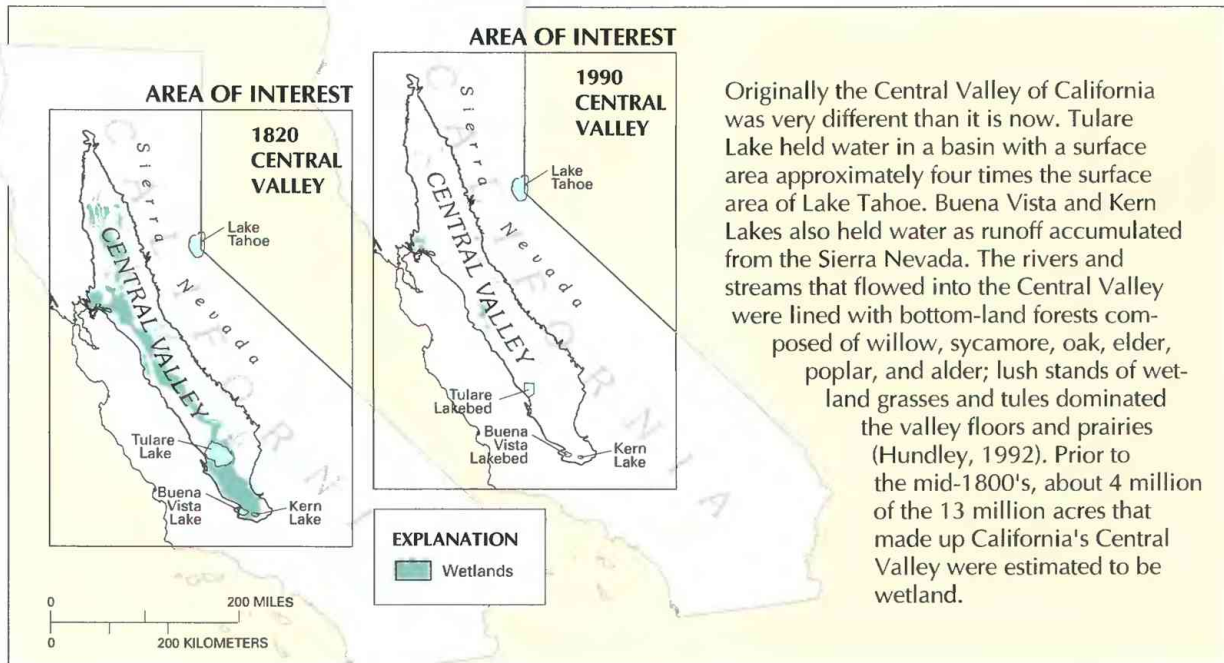 AREA OF INTEREST
1820
CENTRAL
VALLEY
Sierra Nevada
CENTRAL VALLEY
CALIFORNIA
Lake
Tahoe
Tulare
Lake
Buena
Vista
Lake
Kern
Lake
0 200 MILES
0 200 KILOMETERS
AREA OF INTEREST
1990
CENTRAL
VALLEY
Sierra Nevada
CENTRAL VALLEY
CALIFORNIA
Lake
Tahoe
Tulare
Lakebed
Buena
Vista
Lakebed
Kern
Lake
EXPLANATION
Wetlands
Originally the Central Valley of California
was very different than it is now. Tulare
Lake held water in a basin with a surface
area approximately four times the surface
area of Lake Tahoe. Buena Vista and Kern
Lakes also held water as runoff accumulated
from the Sierra Nevada. The rivers and
streams that flowed into the Central Valley
were lined with bottom-land forests com-
posed of willow, sycamore, oak, elder,
poplar, and alder; lush stands of wet-
land grasses and tules dominated
the valley floors and prairies
(Hundley, 1992). Prior to
the mid-1800's, about 4 million
of the 13 million acres that
made up California's Central
Valley were estimated to be
wetland.